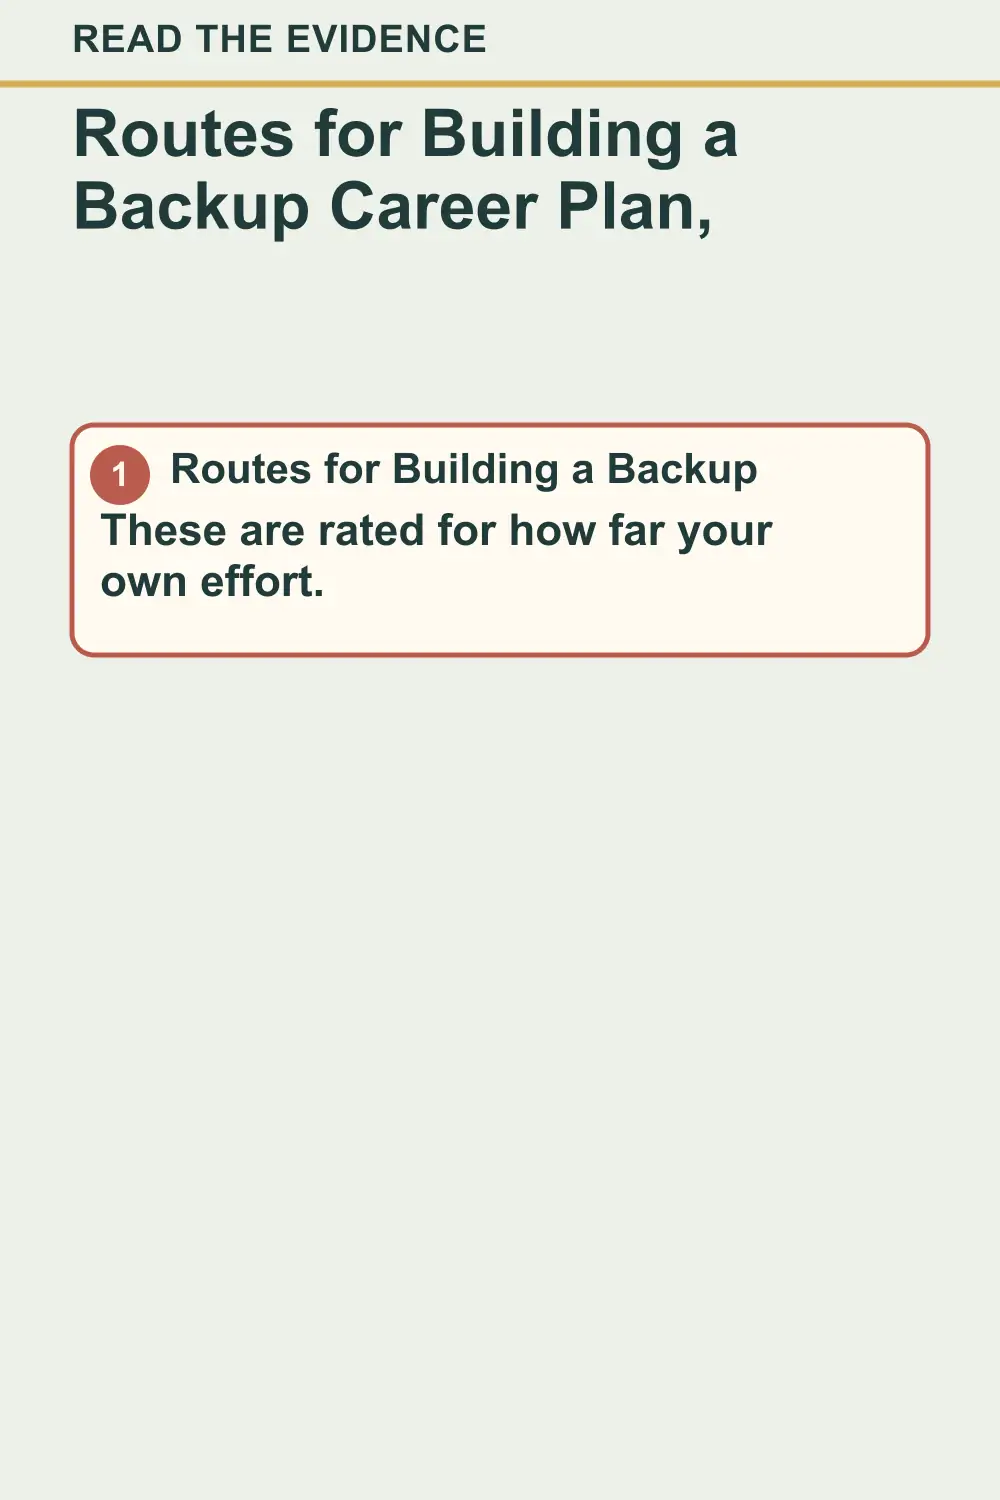 READ THE EVIDENCE
Routes for Building a
Backup Career Plan,
1 Routes for Building a Backup
These are rated for how far your
own effort.